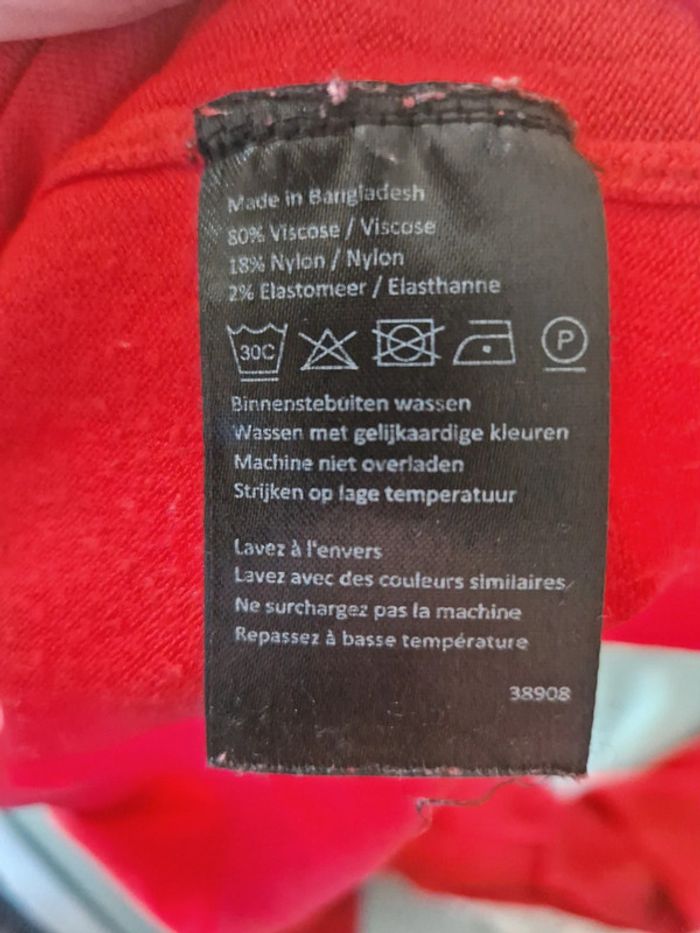 Made in Bangladesh
80% Viscose / Viscose
18% Nylon / Nylon
2% Elastomeer / Elasthanne
30C P
Binnenstebuiten wassen
Wassen met gelijkaardige kleuren
Machine niet overladen
Strijken op lage temperatuur
Lavez à l'envers
Lavez avec des couleurs similaires
Ne surchargez pas la machine
Repassez à basse température
38908